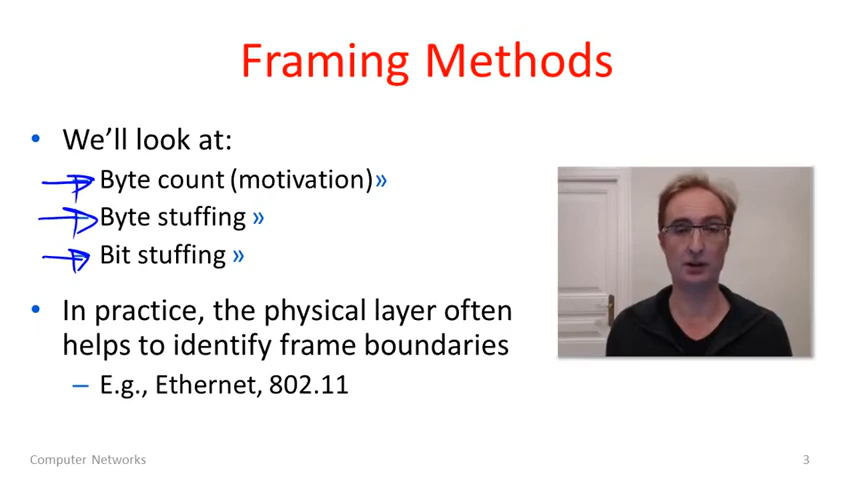 Framing Methods
• We'll look at:
Byte count (motivation)»
Byte stuffing »
Bit stuffing »
• In practice, the physical layer often
helps to identify frame boundaries
– E.g., Ethernet, 802.11
Computer Networks
3